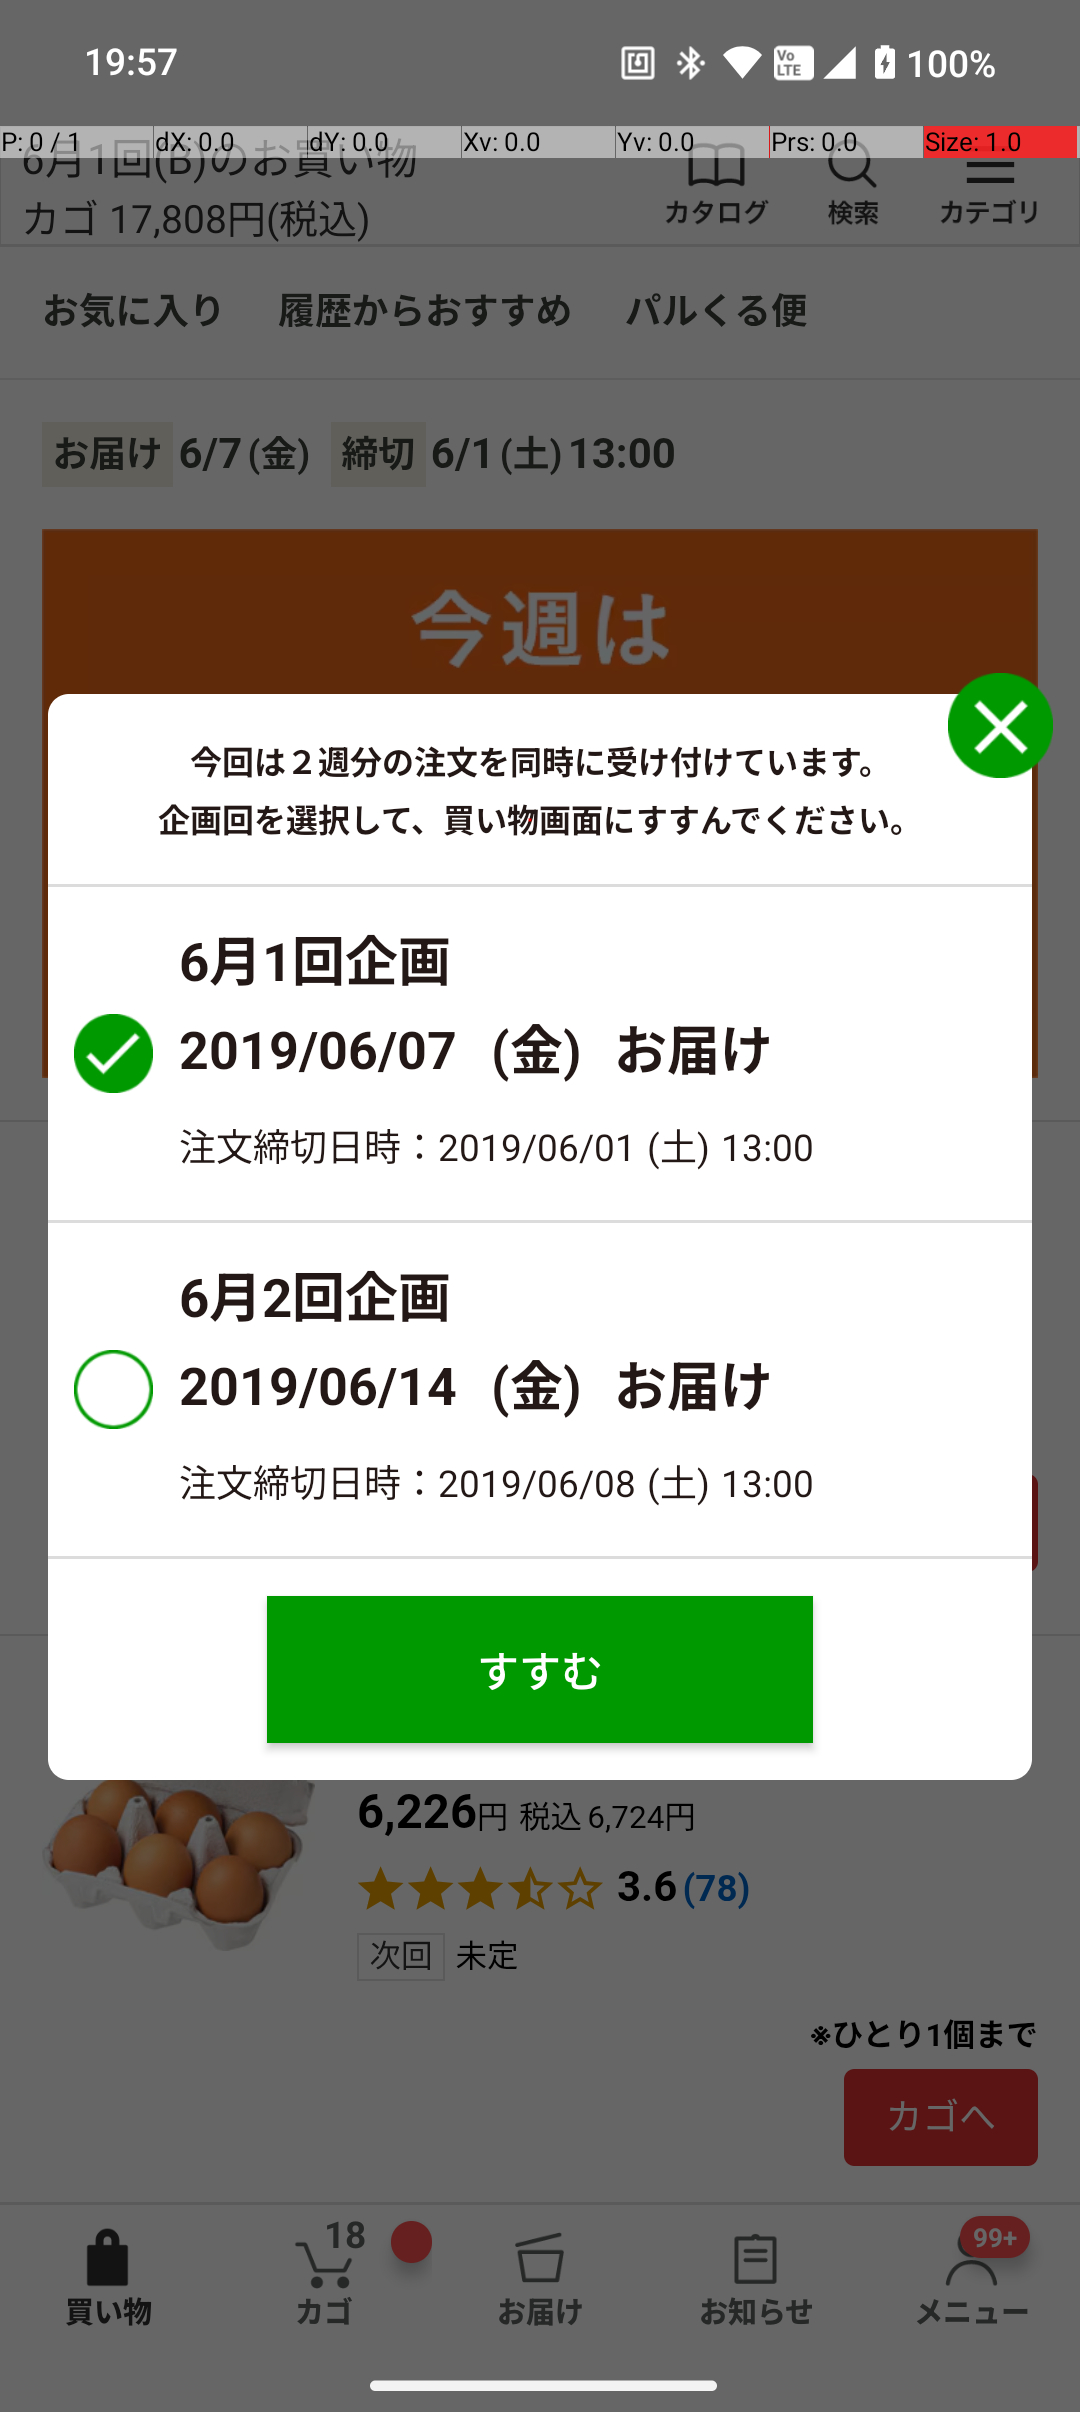 19:57
100%
P: 0 / 1
dX: 0.0
dY: 0.0
Xv: 0.0
Yv: 0.0
Prs: 0.0
Size: 1.0
6月1回(B)のお買い物
カゴ 17,808円(税込)
カタログ
検索
カテゴリ
お気に入り
履歴からおすすめ
パルくる便
お届け 6/7(金) 締切 6/1(土)13:00
今週は
今回は２週分の注文を同時に受け付けています。
企画回を選択して、買い物画面にすすんでください。
6月1回企画
2019/06/07 (金) お届け
注文締切日時：2019/06/01 (土) 13:00
6月2回企画
2019/06/14 (金) お届け
注文締切日時：2019/06/08 (土) 13:00
すすむ
6,226円 税込 6,724円
3.6(78)
次回 未定
※ひとり1個まで
カゴへ
18
99+
買い物
カゴ
お届け
お知らせ
メニュー